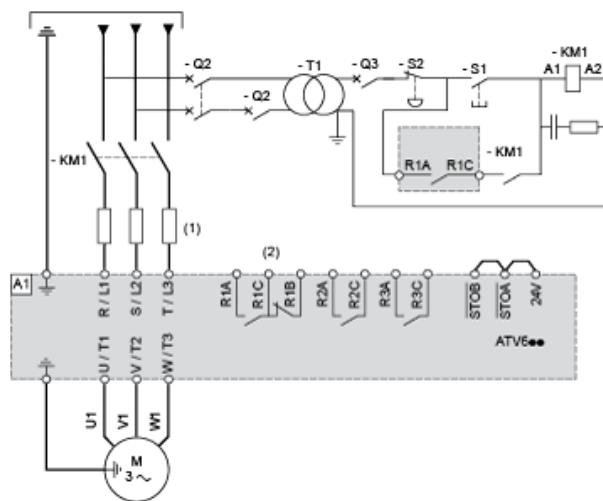 - Q2
- T1
- Q3
- S2
- S1
- KM1
A1
A2
- Q2
- KM1
R1A
R1C
- KM1
(1)
(2)
A1
R / L1
S / L2
T / L3
R1A
R1C
R1B
R2A
R2C
R3A
R3C
STOB
STOA
24V
ATV6●●
U / T1
V / T2
W / T3
U1
V1
W1
M
3 ~